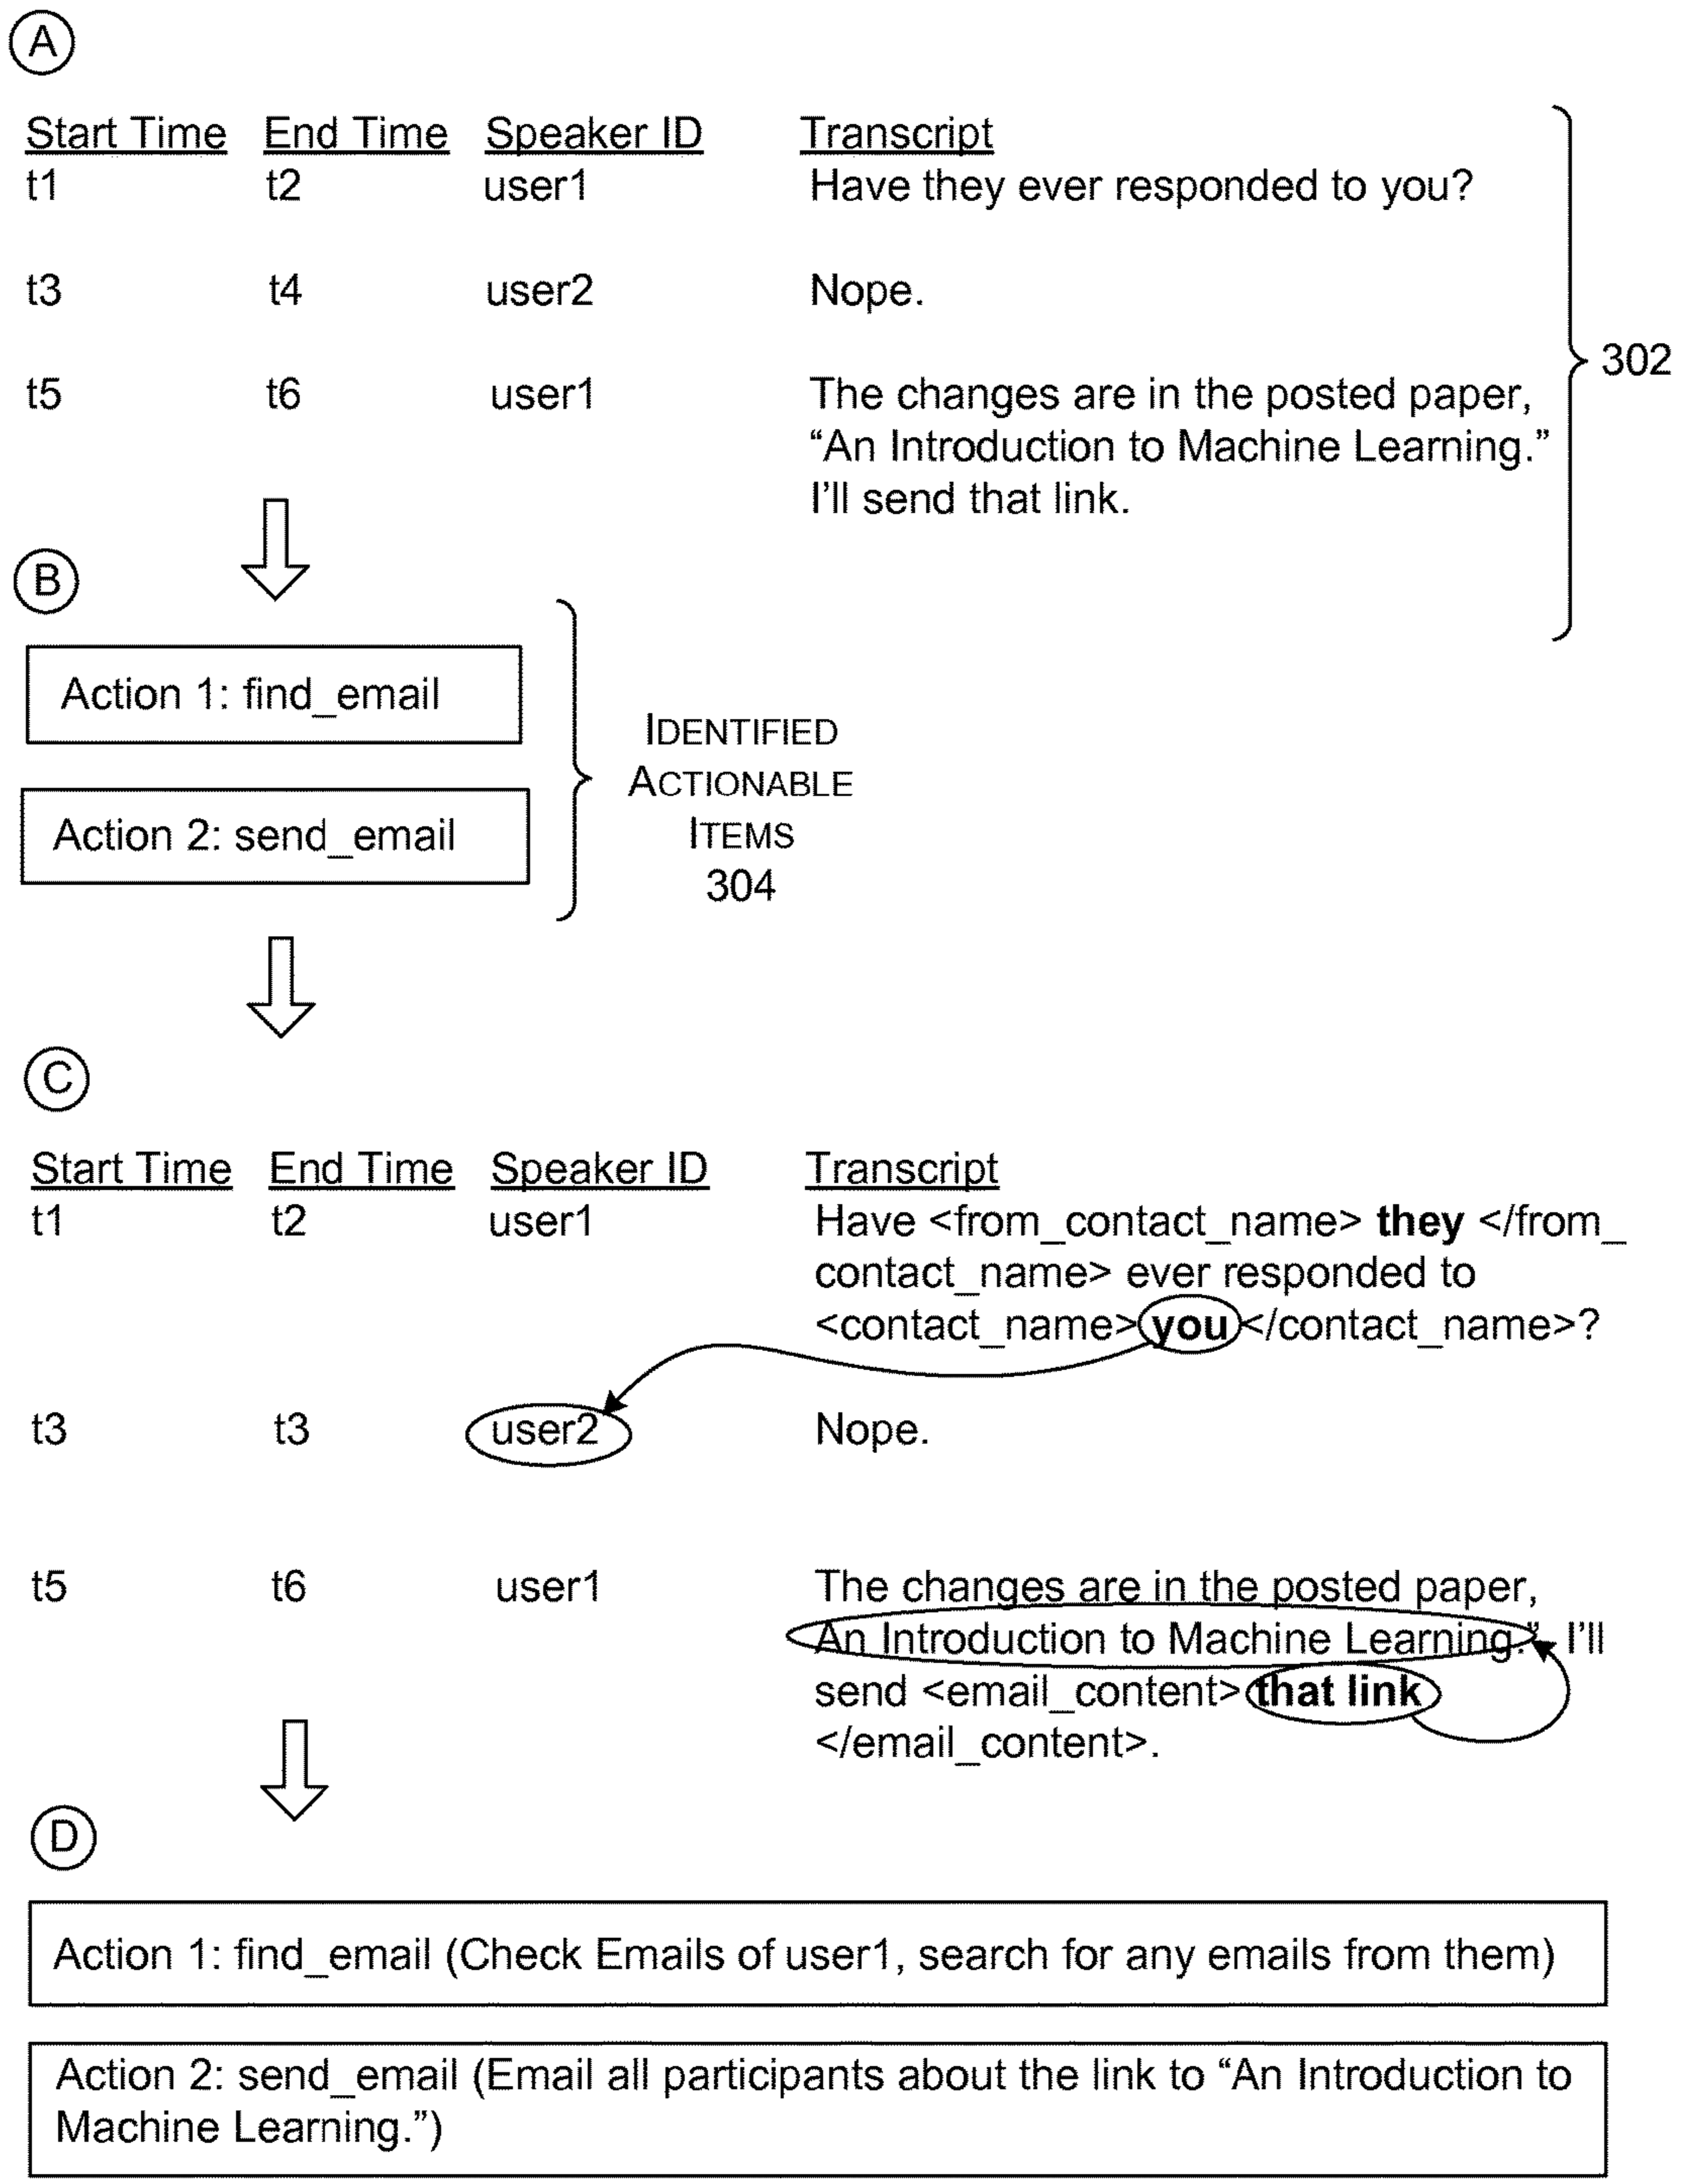 A
Start Time End Time Speaker ID Transcript
t1 t2 user1 Have they ever responded to you?
t3 t4 user2 Nope.
t5 t6 user1 The changes are in the posted paper,
“An Introduction to Machine Learning.”
I’ll send that link.
302
B
Action 1: find_email
Action 2: send_email
IDENTIFIED
ACTIONABLE
ITEMS
304
C
Start Time End Time Speaker ID Transcript
t1 t2 user1 Have <from_contact_name> they </from_
contact_name> ever responded to
<contact_name> you </contact_name>?
t3 t3 user2 Nope.
t5 t6 user1 The changes are in the posted paper,
An Introduction to Machine Learning.” I’ll
send <email_content> that link
</email_content>.
D
Action 1: find_email (Check Emails of user1, search for any emails from them)
Action 2: send_email (Email all participants about the link to “An Introduction to
Machine Learning.”)